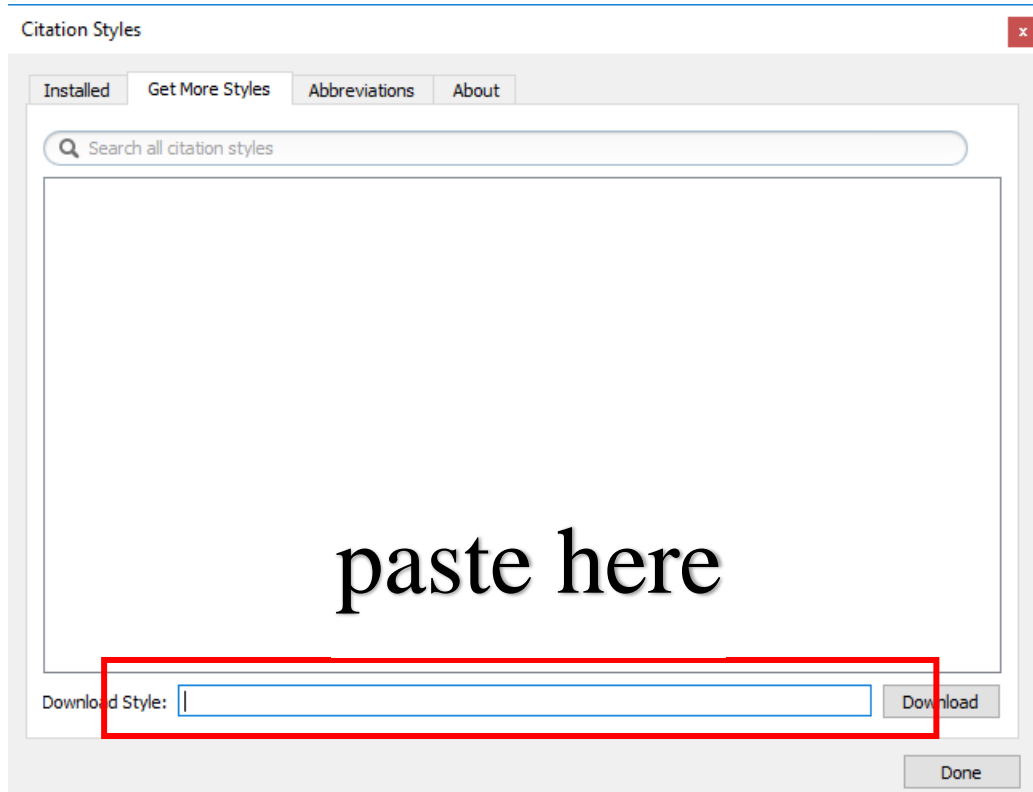 Citation Styles
x
Installed Get More Styles Abbreviations About
Search all citation styles
paste here
Download Style: Download
Done